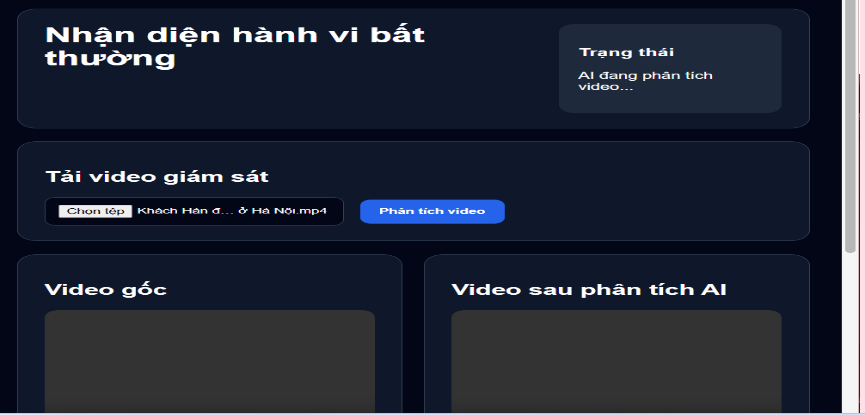 Nhận diện hành vi bất
thường
Trạng thái
AI đang phân tích
video...
Tải video giám sát
Chọn tệp Khách Hàn đ... ở Hà Nội.mp4
Phân tích video
Video gốc
Video sau phân tích AI